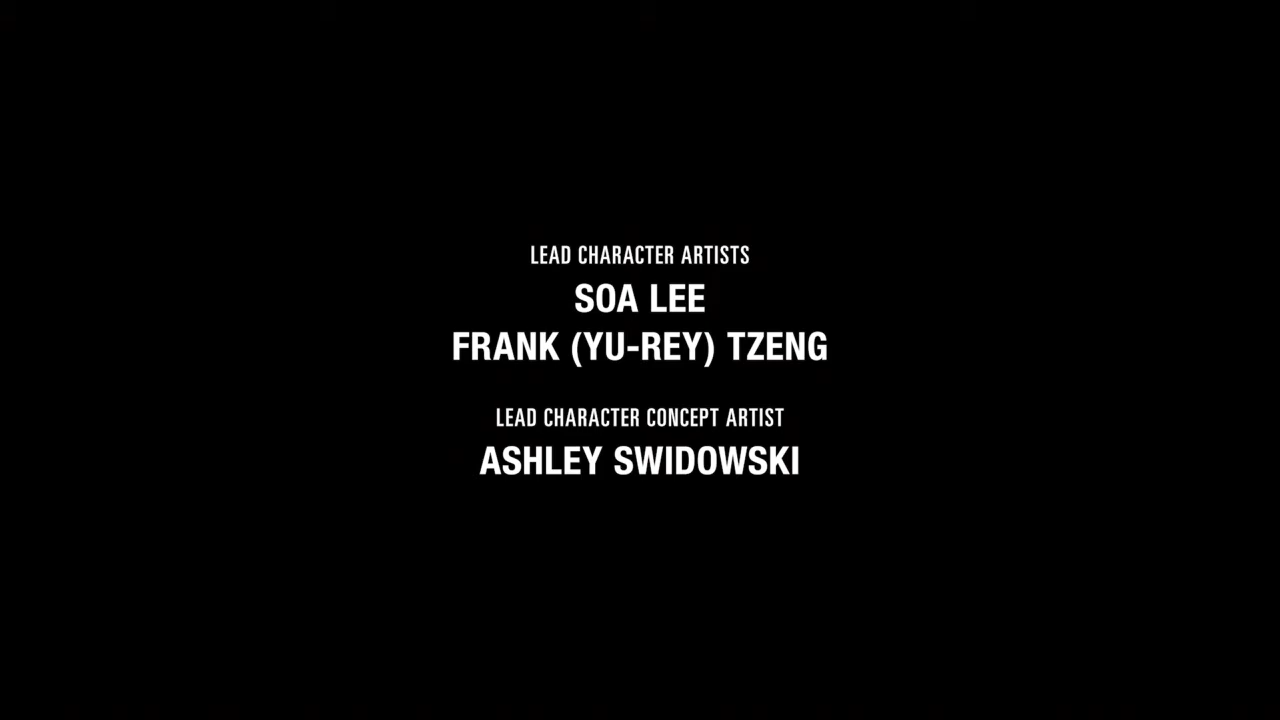 LEAD CHARACTER ARTISTS
SOA LEE
FRANK (YU-REY) TZENG
LEAD CHARACTER CONCEPT ARTIST
ASHLEY SWIDOWSKI